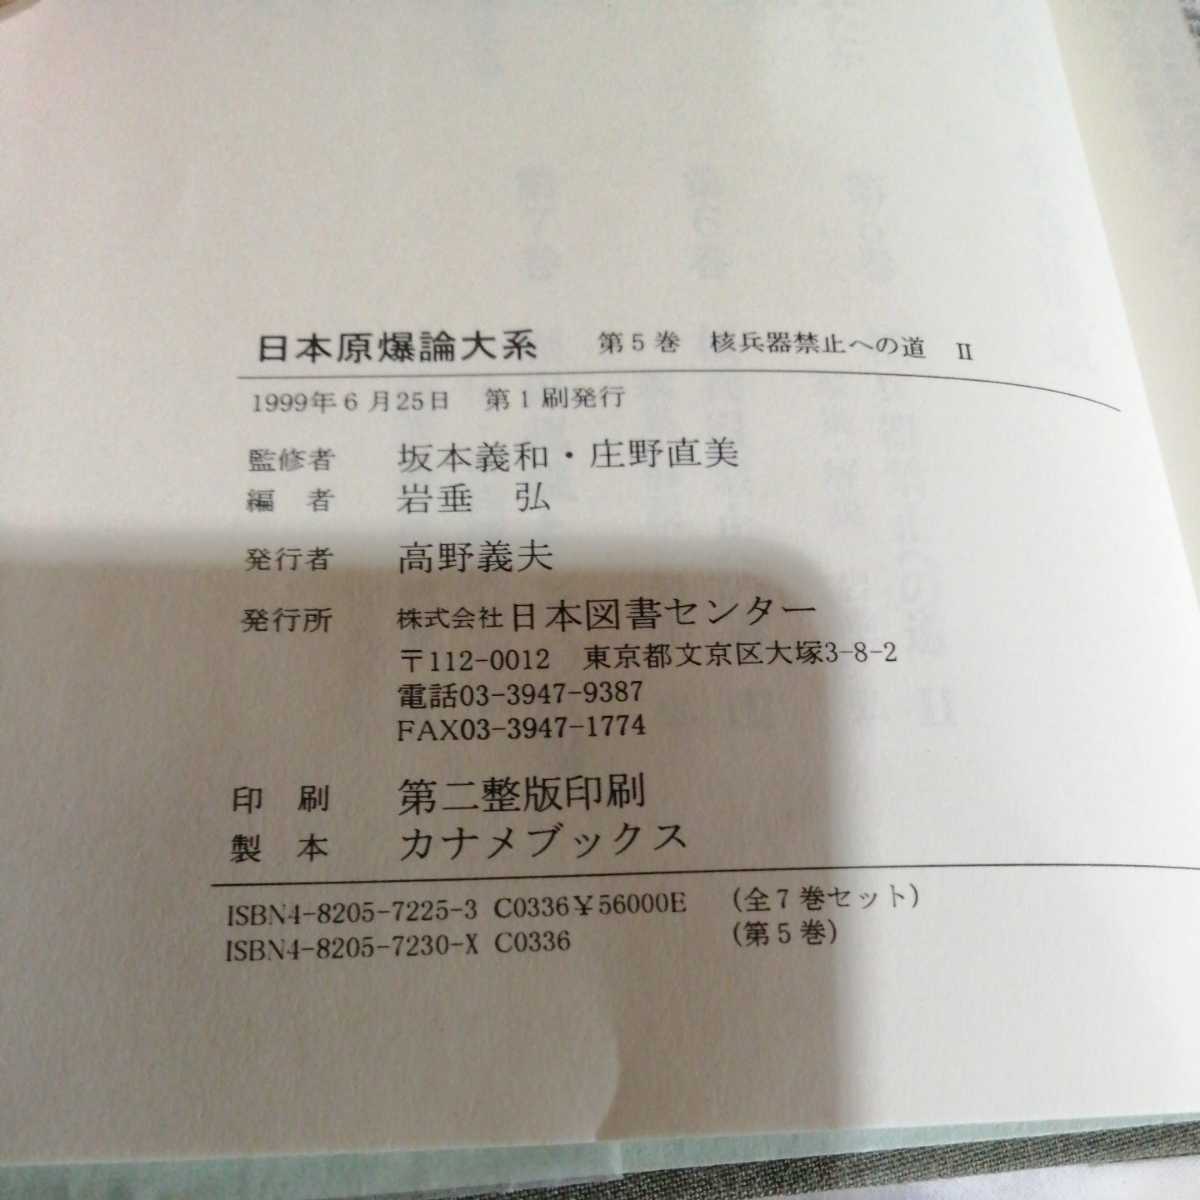 日本原爆論大系 第5巻 核兵器禁止への道 Ⅱ
1999年6月25日 第1刷発行
監修者 坂本義和・庄野直美
編者 岩垂 弘
発行者 高野義夫
発行所 株式会社日本図書センター
〒112-0012 東京都文京区大塚3-8-2
電話03-3947-9387
FAX03-3947-1774
印刷 第二整版印刷
製本 カナメブックス
ISBN4-8205-7225-3 C0336¥56000E (全7巻セット)
ISBN4-8205-7230-X C0336 (第5巻)